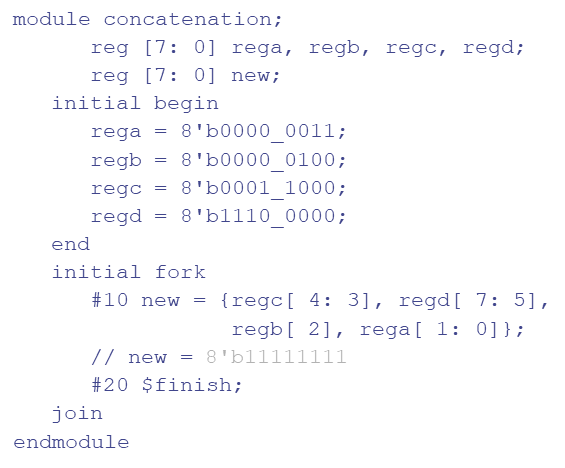 module concatenation;
reg [7: 0] rega, regb, regc, regd;
reg [7: 0] new;
initial begin
rega = 8'b0000_0011;
regb = 8'b0000_0100;
regc = 8'b0001_1000;
regd = 8'b1110_0000;
end
initial fork
#10 new = {regc[ 4: 3], regd[ 7: 5],
regb[ 2], rega[ 1: 0]};
// new = 8'b11111111
#20 $finish;
join
endmodule